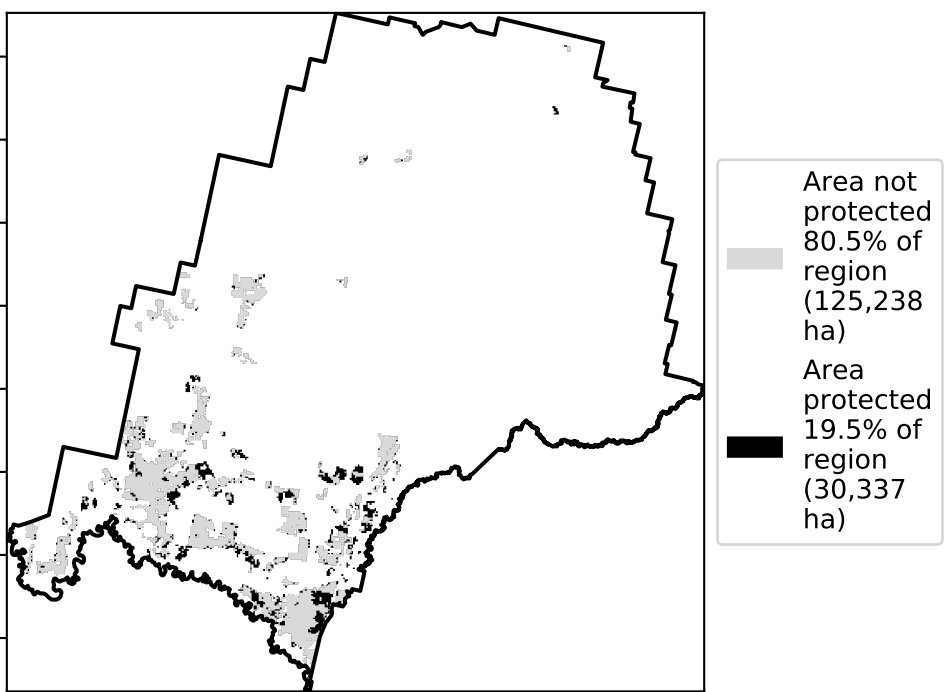 Area not
protected
80.5% of
region
(125,238
ha)
Area
protected
19.5% of
region
(30,337
ha)